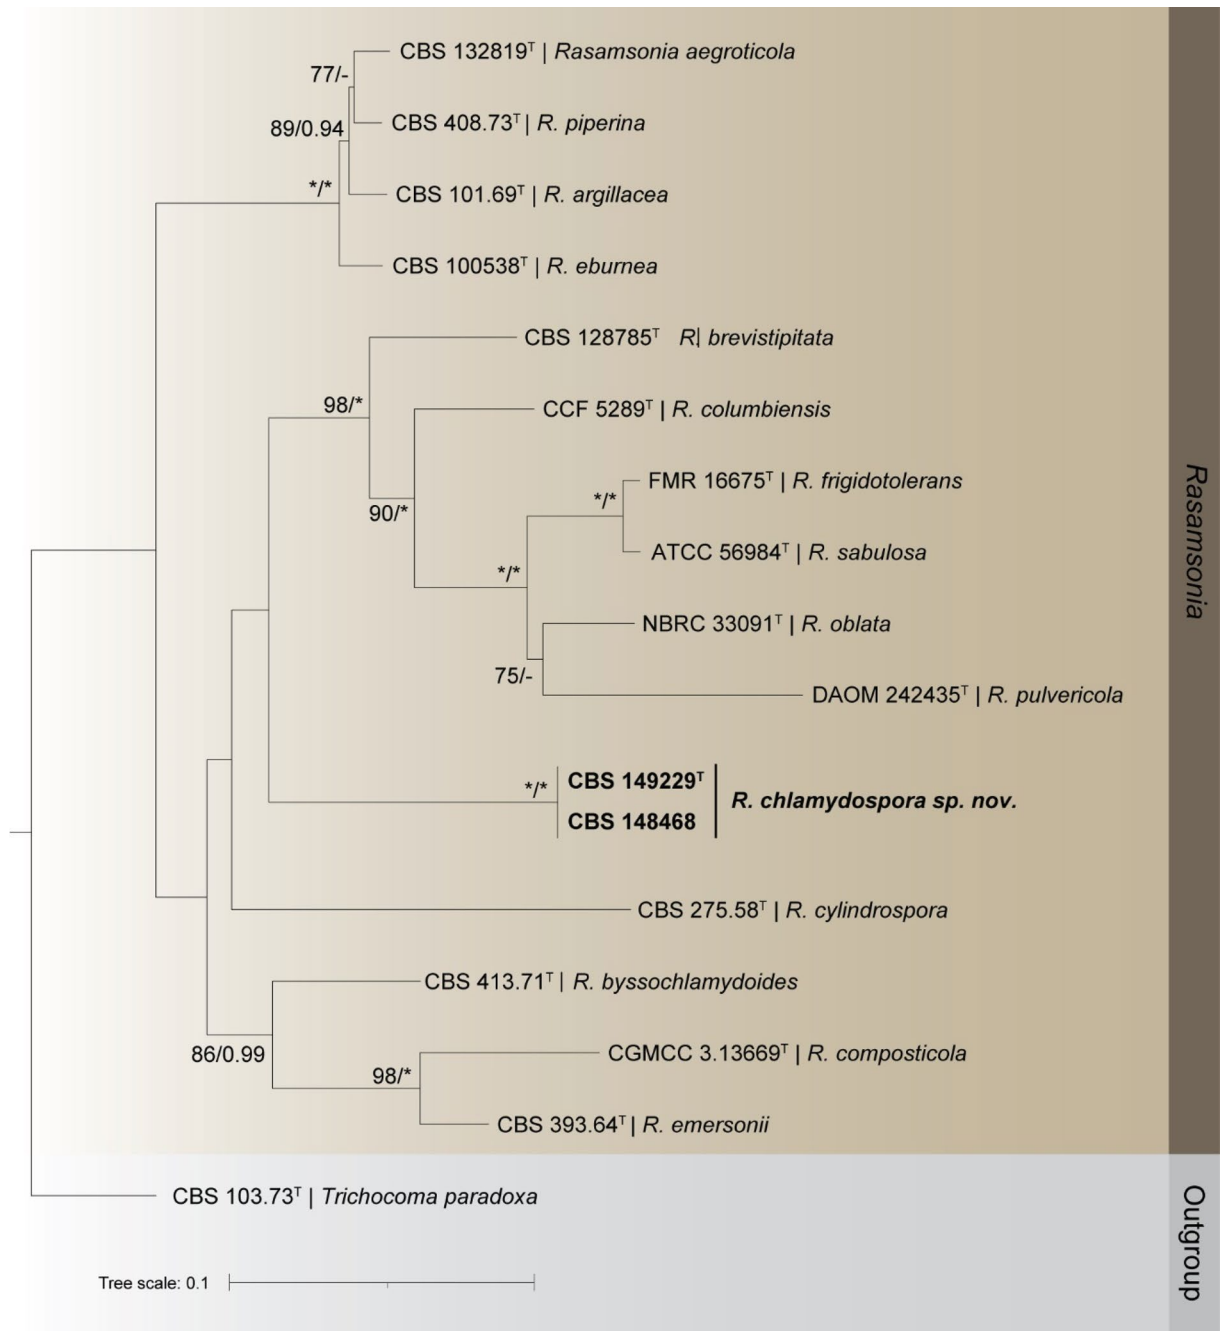 CBS 132819ᵀ | Rasamsonia aegroticola
77/-
CBS 408.73ᵀ | R. piperina
89/0.94
CBS 101.69ᵀ | R. argillacea
*/*
CBS 100538ᵀ | R. eburnea
CBS 128785ᵀ R| brevistipitata
98/*
CCF 5289ᵀ | R. columbiensis
90/*
FMR 16675ᵀ | R. frigidotolerans
*/*
ATCC 56984ᵀ | R. sabulosa
*/*
NBRC 33091ᵀ | R. oblata
75/-
DAOM 242435ᵀ | R. pulvericola
*/*
CBS 149229ᵀ
R. chlamydospora sp. nov.
CBS 148468
CBS 275.58ᵀ | R. cylindrospora
CBS 413.71ᵀ | R. byssochlamydoides
86/0.99
CGMCC 3.13669ᵀ | R. composticola
98/*
CBS 393.64ᵀ | R. emersonii
Rasamsonia
CBS 103.73ᵀ | Trichocoma paradoxa
Outgroup
Tree scale: 0.1